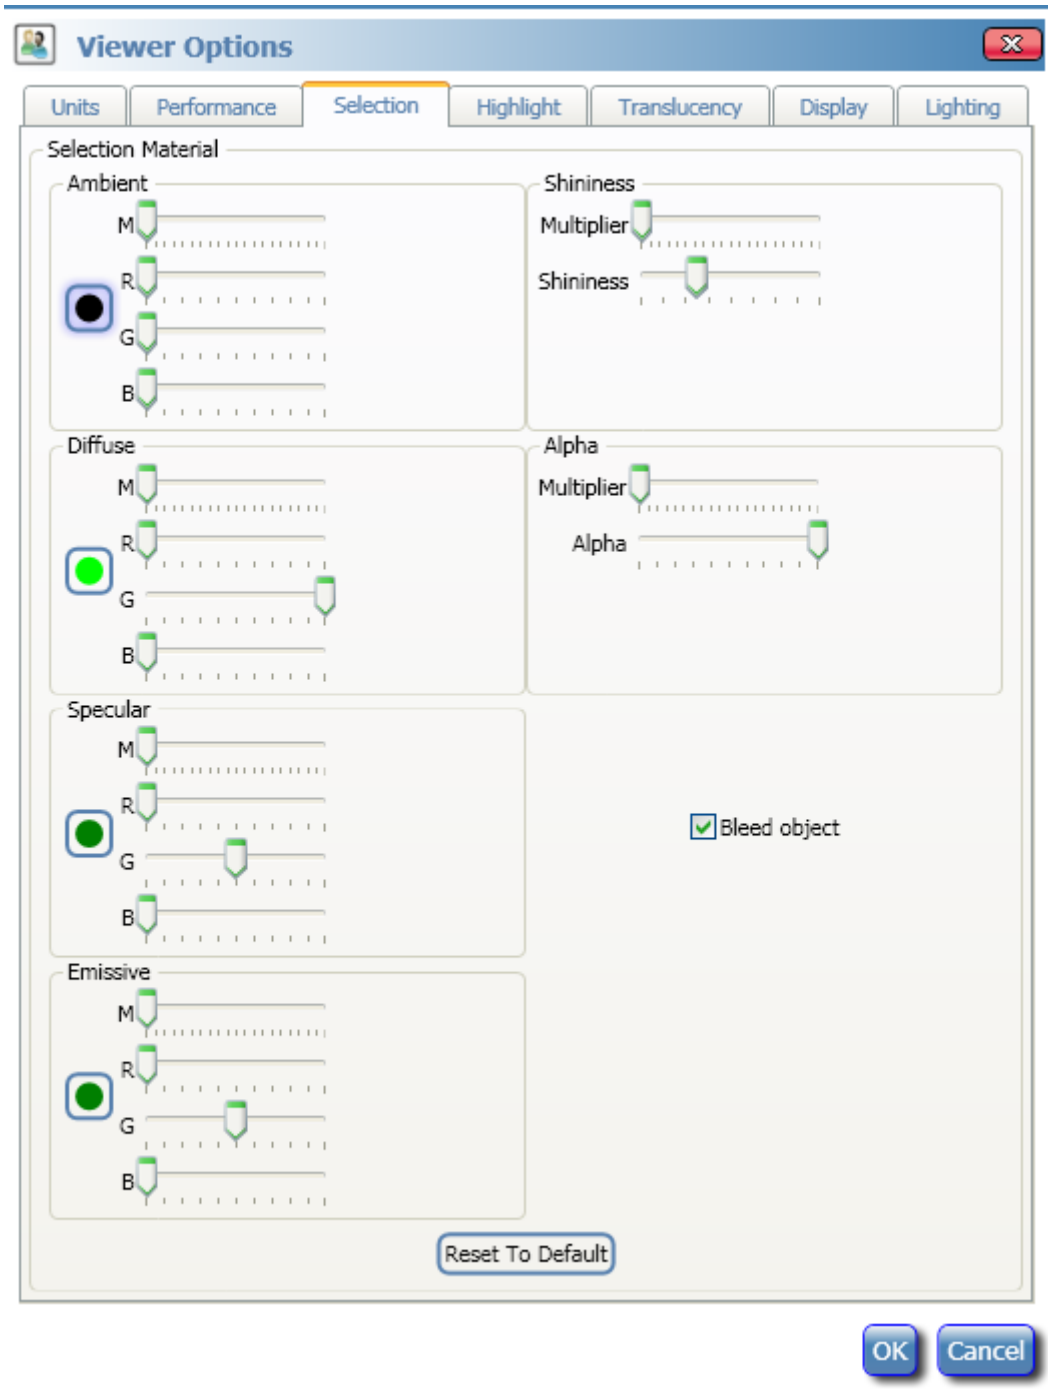 Viewer Options
Units Performance Selection Highlight Translucency Display Lighting
Selection Material
Ambient
M
R
G
B
Shininess
Multiplier
Shininess
Diffuse
M
R
G
B
Alpha
Multiplier
Alpha
Specular
M
R
G
B
Bleed object
Emissive
M
R
G
B
Reset To Default
OK Cancel